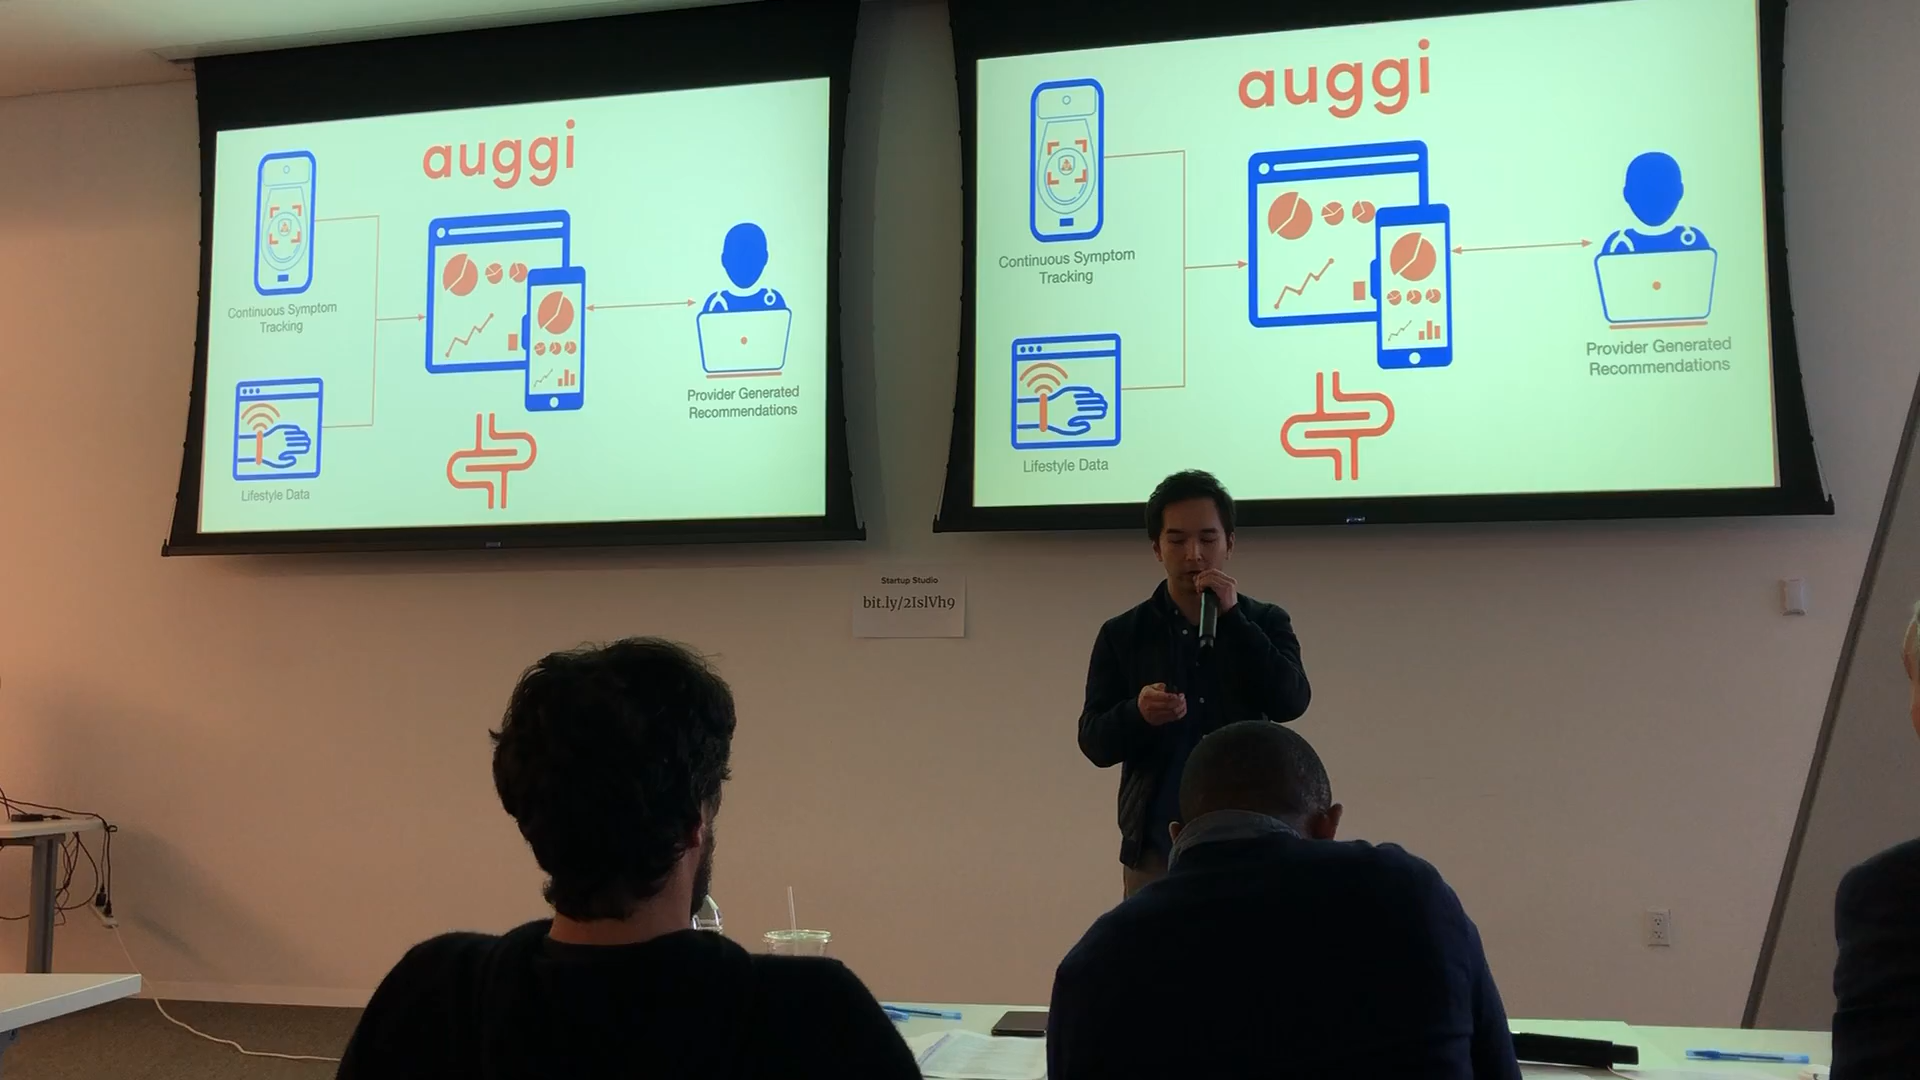 auggi
Continuous Symptom
Tracking
Lifestyle Data
Provider Generated
Recommendations
auggi
Continuous Symptom
Tracking
Lifestyle Data
Provider Generated
Recommendations
Startup Studio
bit.ly/2IslVh9